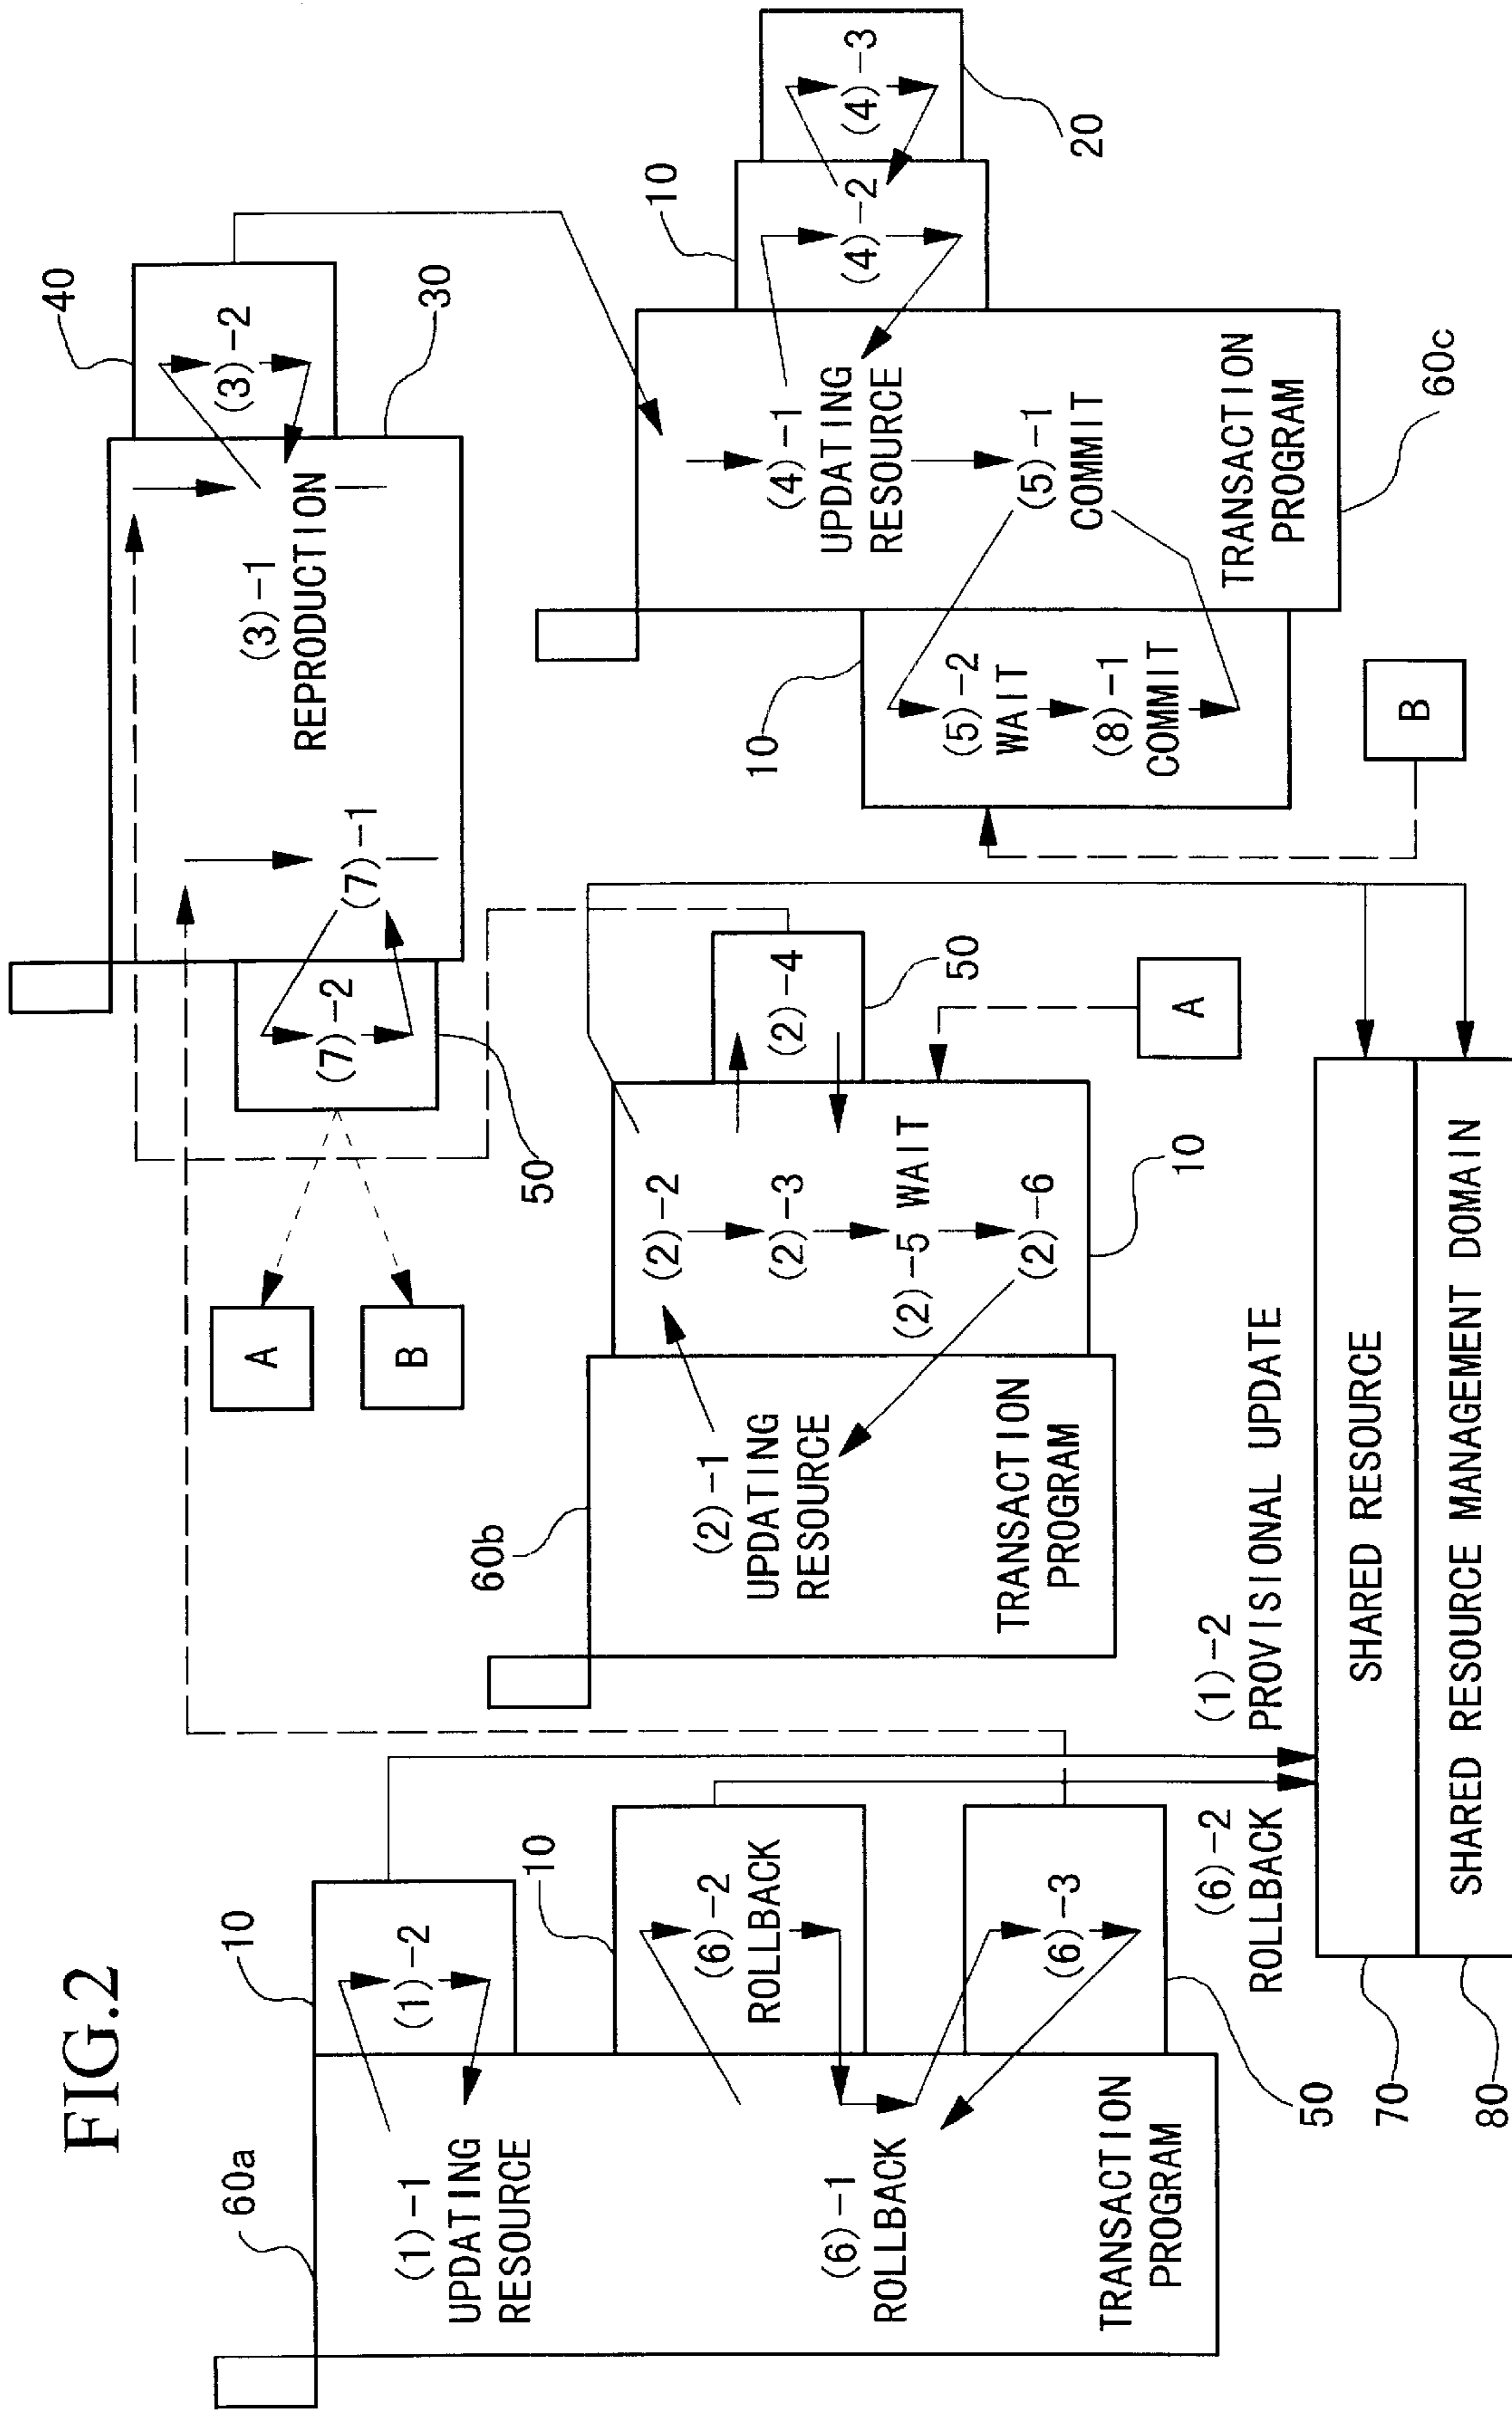 FIG.2
60a
(1)-1
UPDATING
RESOURCE
10
(1)-2
(6)-1
ROLLBACK
10
(6)-2
ROLLBACK
(6)-3
50
TRANSACTION
PROGRAM
(6)-2
ROLLBACK
(1)-2
PROVISIONAL UPDATE
70
SHARED RESOURCE
80
SHARED RESOURCE MANAGEMENT DOMAIN
60b
(2)-1
UPDATING
RESOURCE
TRANSACTION
PROGRAM
(2)-2
(2)-3
(2)-5 WAIT
(2)-6
10
(2)-4
50
A
A
B
50
(7)-2
(7)-1
(3)-1
REPRODUCTION
40
(3)-2
30
10
(5)-2
WAIT
(8)-1
COMMIT
B
(4)-1
UPDATING
RESOURCE
(5)-1
COMMIT
TRANSACTION
PROGRAM
60c
10
(4)-2
(4)-3
20